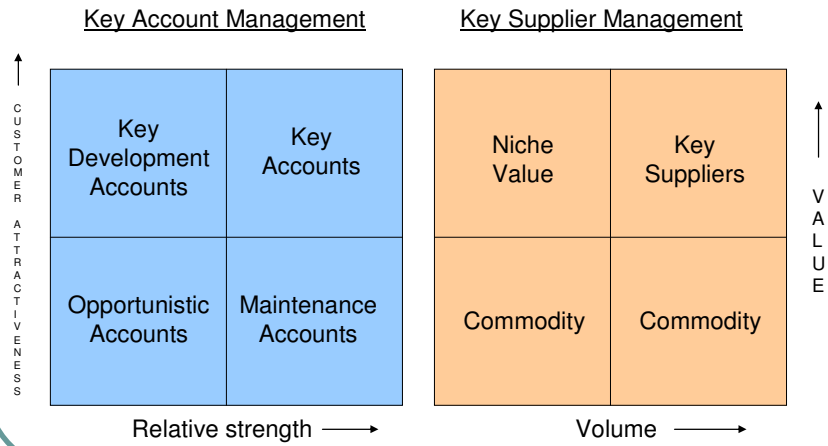 Key Account Management
Key Supplier Management
CUSTOMER ATTRACTIVENESS
Key
Development
Accounts
Key
Accounts
Opportunistic
Accounts
Maintenance
Accounts
Relative strength
Niche
Value
Key
Suppliers
Commodity
Commodity
VALUE
Volume